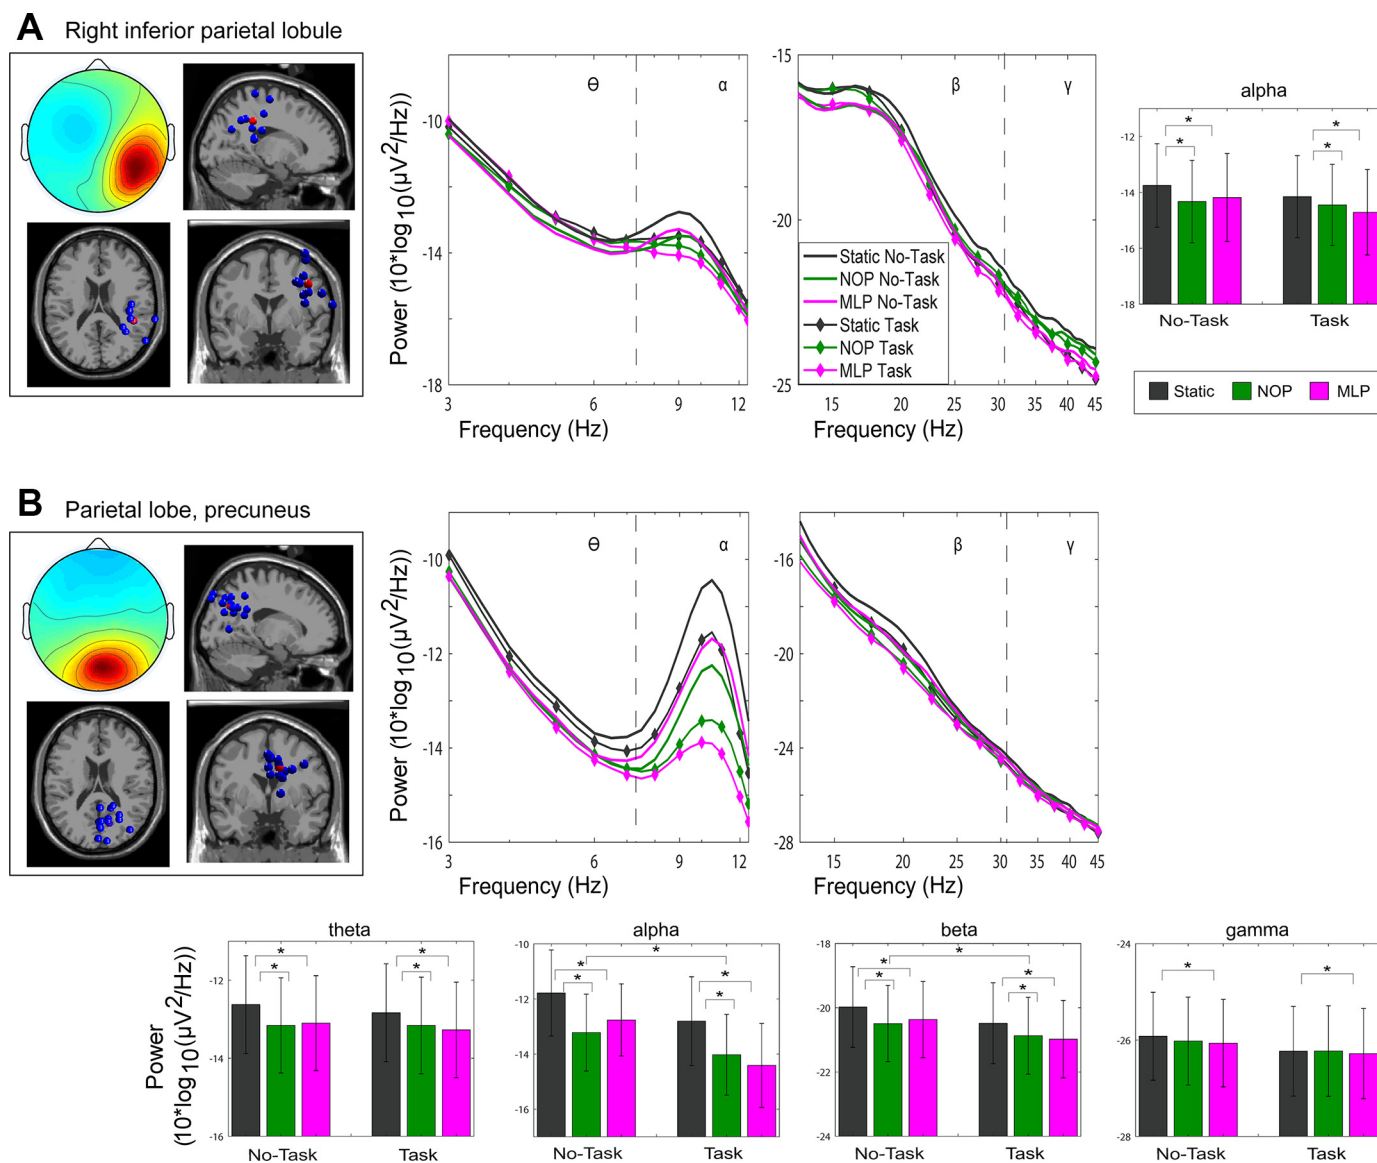 A Right inferior parietal lobule
Power (10*log10(μV2/Hz))
-10
-14
-18
3 6 9 12
Frequency (Hz)
Θ α
-15
-20
-25
15 20 25 30 35 40 45
Frequency (Hz)
β γ
Static No-Task
NOP No-Task
MLP No-Task
Static Task
NOP Task
MLP Task
alpha
-12
-14
-16
-18
* * * *
No-Task Task
Static NOP MLP
B Parietal lobe, precuneus
Power (10*log10(μV2/Hz))
-10
-12
-14
-16
3 6 9 12
Frequency (Hz)
Θ α
-16
-20
-24
-28
15 20 25 30 35 40 45
Frequency (Hz)
β γ
Power
(10*log10(μV2/Hz))
theta
-12
-14
-16
* * * *
No-Task Task
alpha
-10
-12
-14
-16
* * * * *
No-Task Task
beta
-18
-20
-22
-24
* * * * *
No-Task Task
gamma
-24
-26
-28
* *
No-Task Task